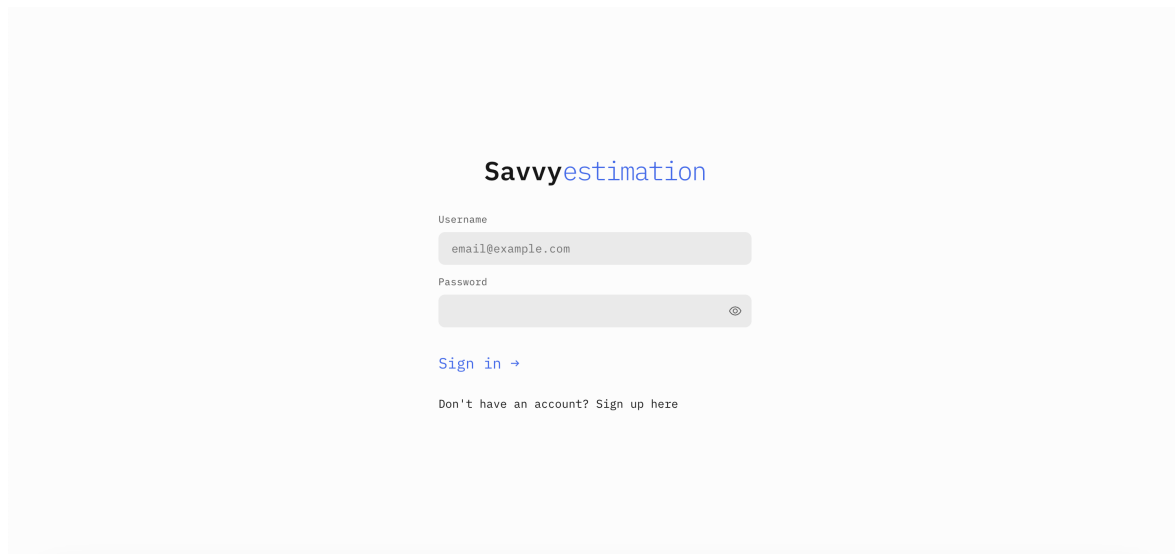 Savvyestimation
Username
email@example.com
Password
Sign in →
Don't have an account? Sign up here